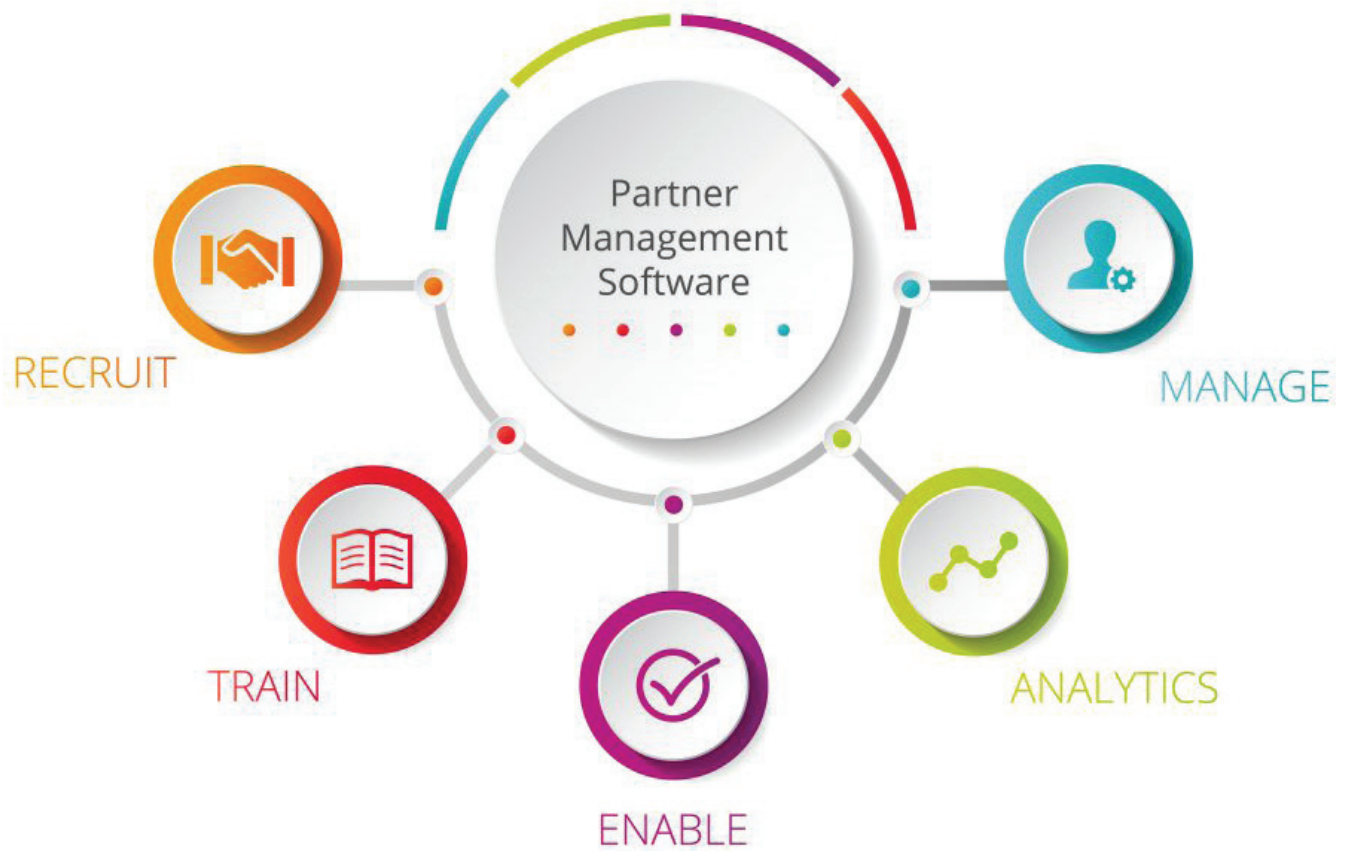 Partner
Management
Software
RECRUIT
MANAGE
TRAIN
ANALYTICS
ENABLE